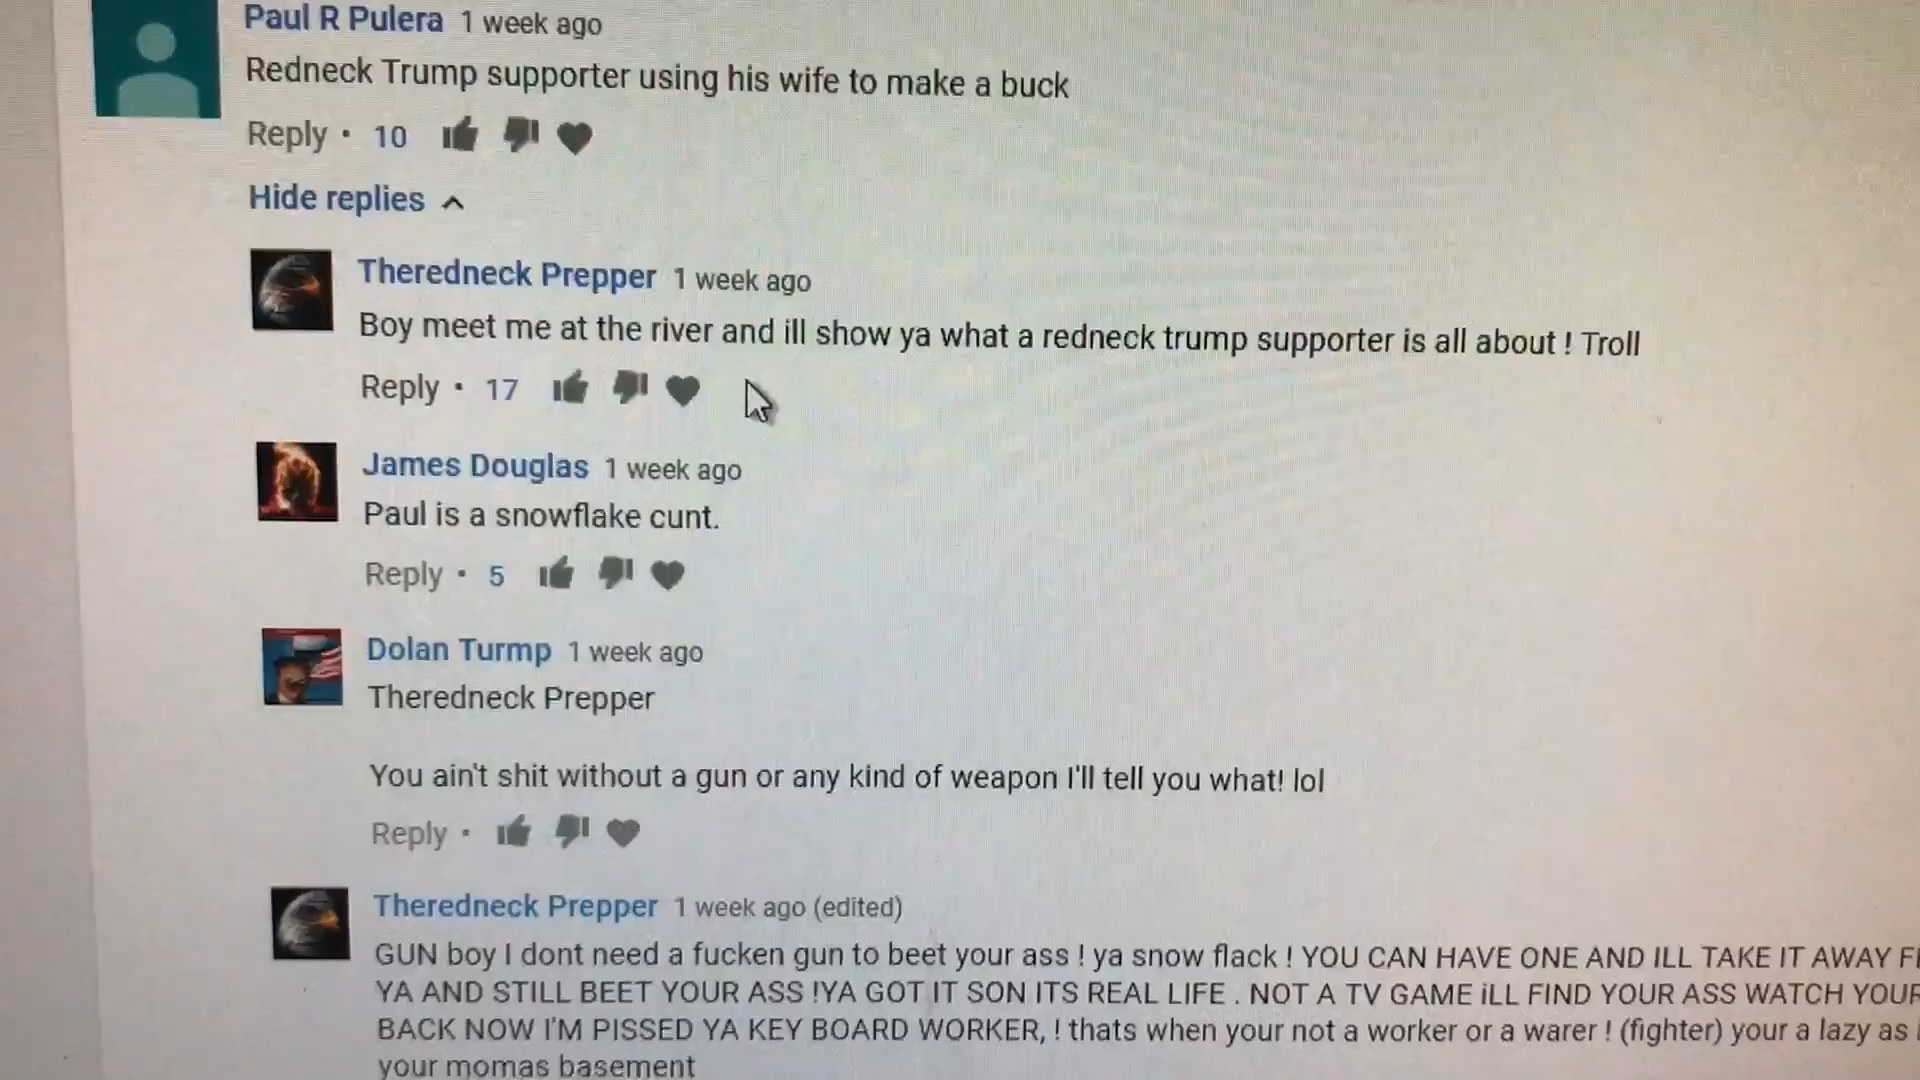 Paul R Pulera 1 week ago
Redneck Trump supporter using his wife to make a buck
Reply • 10
Hide replies
Theredneck Prepper 1 week ago
Boy meet me at the river and ill show ya what a redneck trump supporter is all about ! Troll
Reply • 17
James Douglas 1 week ago
Paul is a snowflake cunt.
Reply • 5
Dolan Turmp 1 week ago
Theredneck Prepper
You ain't shit without a gun or any kind of weapon I'll tell you what! lol
Reply •
Theredneck Prepper 1 week ago (edited)
GUN boy I dont need a fucken gun to beet your ass ! ya snow flack ! YOU CAN HAVE ONE AND ILL TAKE IT AWAY
YA AND STILL BEET YOUR ASS !YA GOT IT SON ITS REAL LIFE . NOT A TV GAME iLL FIND YOUR ASS WATCH YOUR
BACK NOW I'M PISSED YA KEY BOARD WORKER, ! thats when your not a worker or a warer ! (fighter) your a lazy as
your momas basement